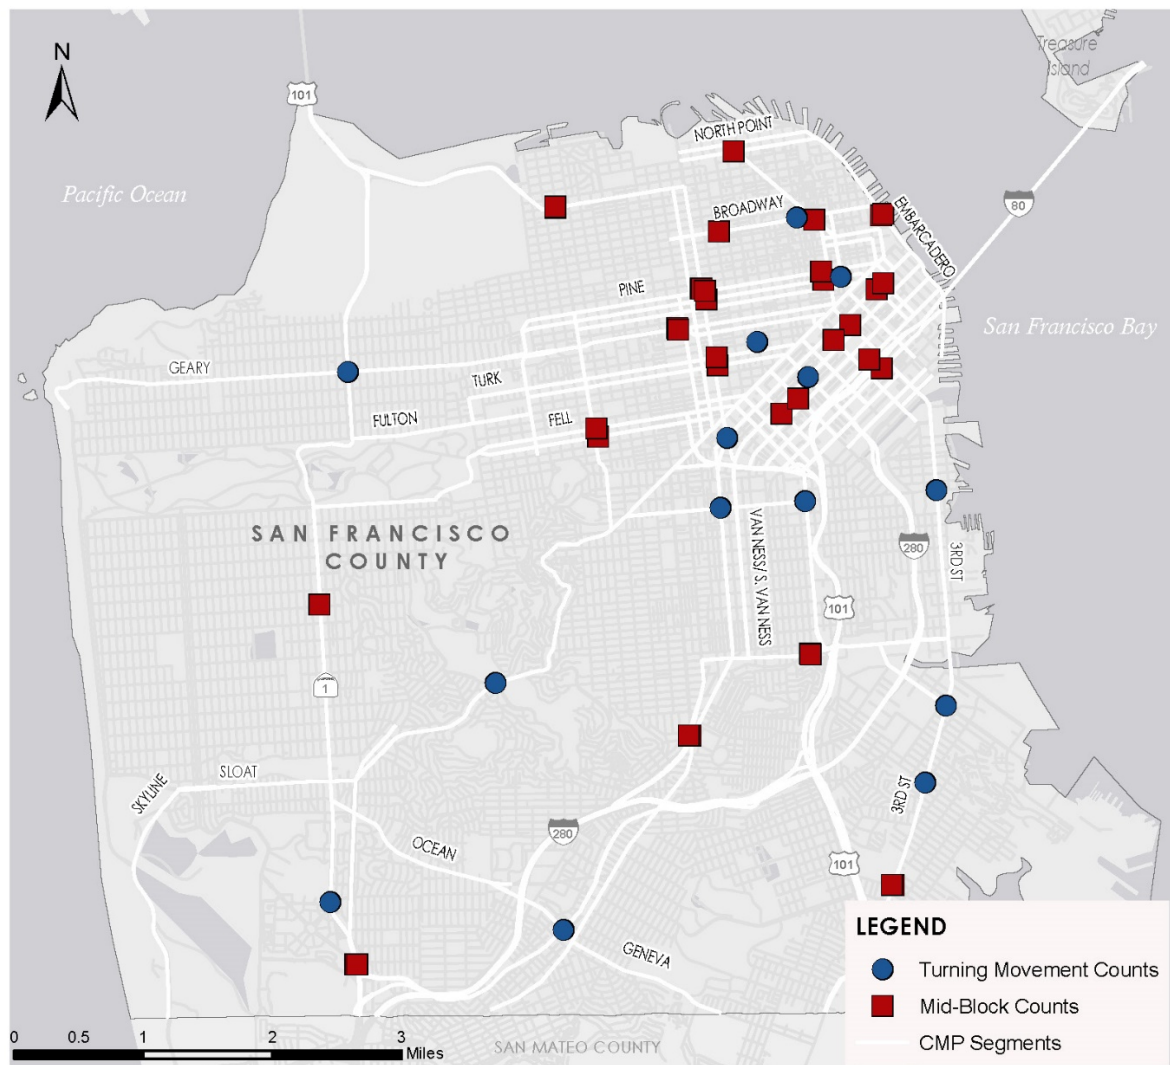 N
Treasure
Island
101
NORTH POINT
Pacific Ocean
BROADWAY
EMBARCADERO
80
PINE
San Francisco Bay
GEARY
TURK
FULTON
FELL
SAN FRANCISCO
COUNTY
VAN NESS/ S. VAN NESS
280
3RD ST
101
1
SLOAT
SKYLINE
3RD ST
280
OCEAN
101
GENEVA
LEGEND
Turning Movement Counts
Mid-Block Counts
CMP Segments
0 0.5 1 2 3
Miles
SAN MATEO COUNTY